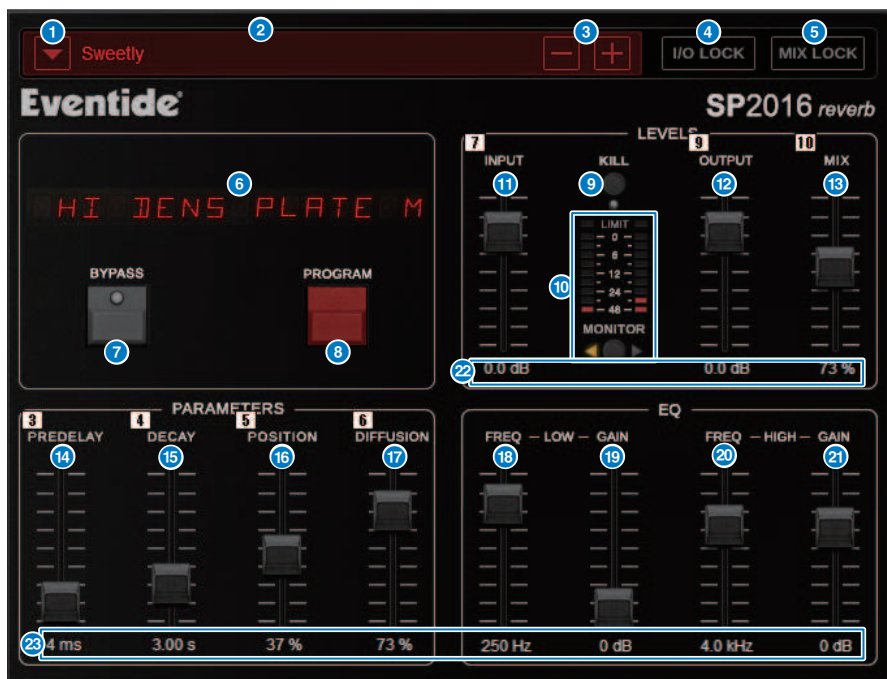 1 2 3 4 5
Sweetly − + I/O LOCK MIX LOCK
Eventide® SP2016 reverb
LEVELS
7 9 10
INPUT KILL OUTPUT MIX
6 11 9 12 13
HI DENS PLATE M
LIMIT
0
6
12
24
48
10
BYPASS PROGRAM
7 8
MONITOR
22 0.0 dB 0.0 dB 73 %
PARAMETERS EQ
3 4 5 6
PREDELAY DECAY POSITION DIFFUSION FREQ — LOW — GAIN FREQ — HIGH — GAIN
14 15 16 17 18 19 20 21
23 4 ms 3.00 s 37 % 73 % 250 Hz 0 dB 4.0 kHz 0 dB